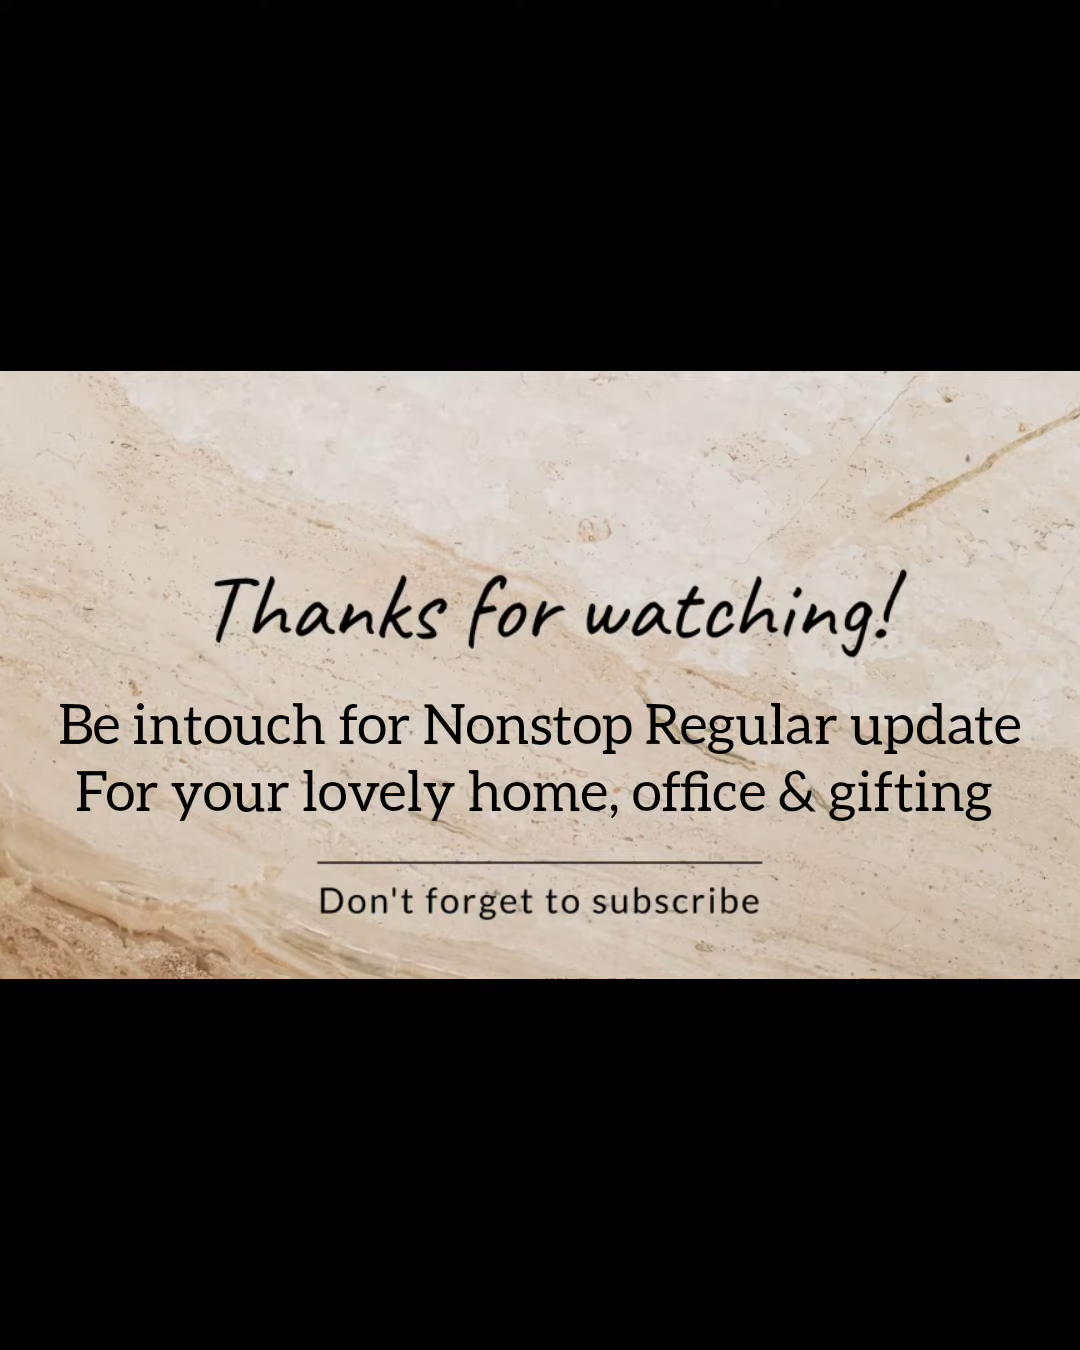 Thanks for watching!
Be intouch for Nonstop Regular update
For your lovely home, office & gifting
Don't forget to subscribe